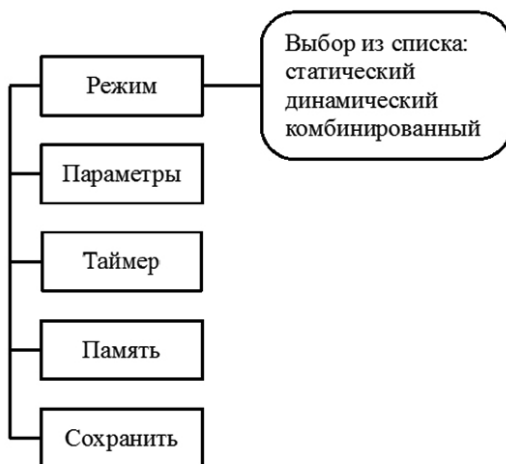 Режим
Выбор из списка:
статический
динамический
комбинированный
Параметры
Таймер
Память
Сохранить